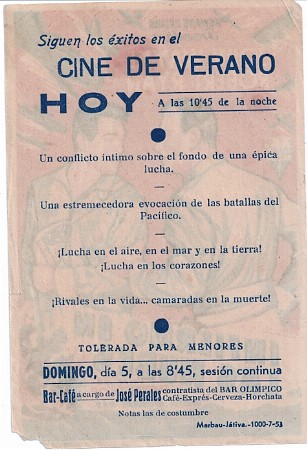 Siguen los éxitos en el
CINE DE VERANO
HOY A las 10'45 de la noche
Un conflicto íntimo sobre el fondo de una épica
lucha.
—
Una estremecedora evocación de las batallas del
Pacífico.
—
¡Lucha en el aire, en el mar y en la tierra!
¡Lucha en los corazones!
—
¡Rivales en la vida... camaradas en la muerte!
TOLERADA PARA MENORES
DOMINGO, día 5, a las 8'45, sesión continua
Bar-Café a cargo de José Perales contratista del BAR OLIMPICO
Café-Exprés-Cerveza-Horchata
Notas las de costumbre
Marbau-Játiva.-1000-7-53